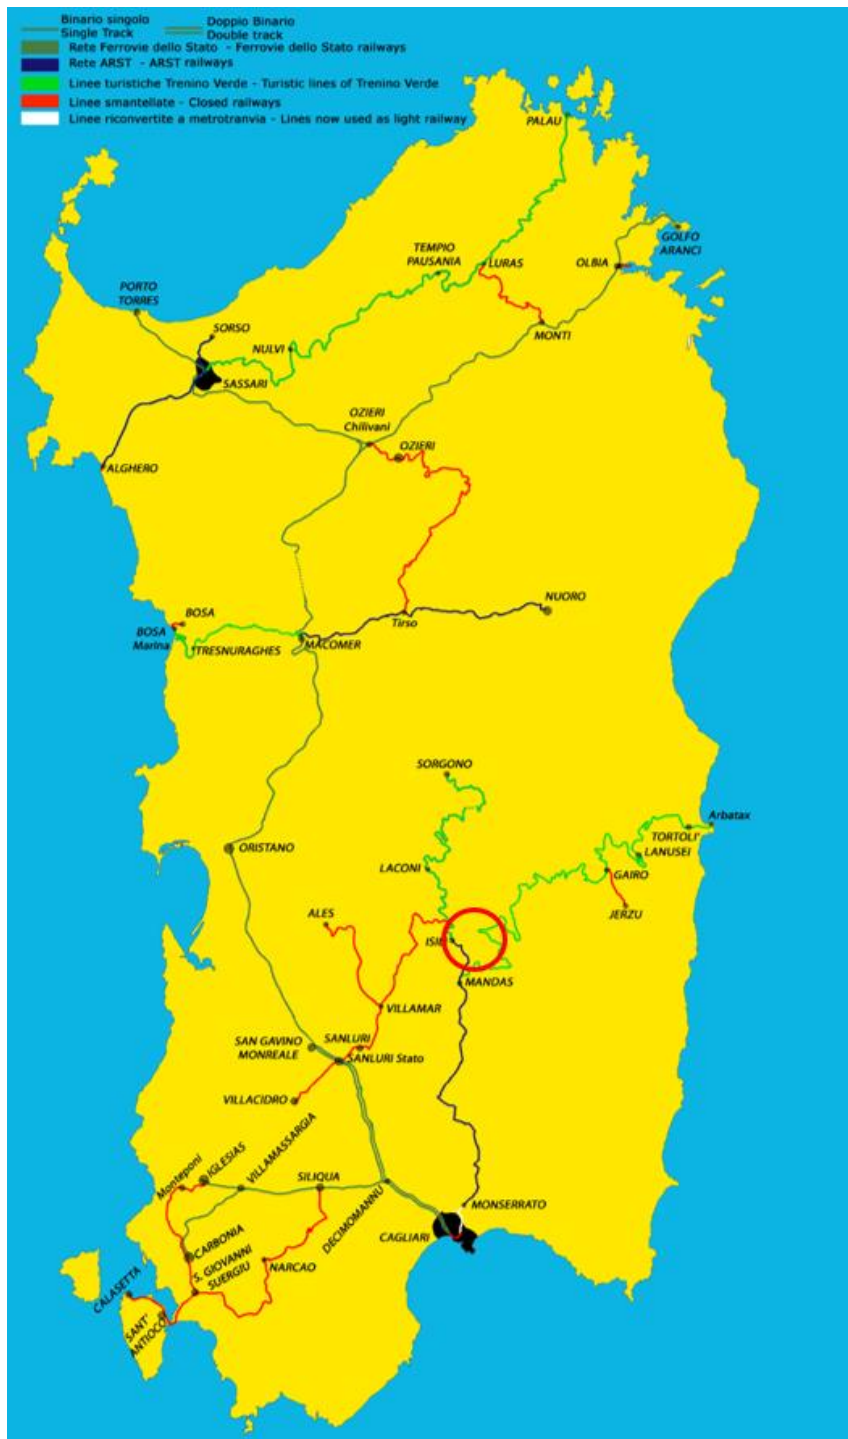 Binario singolo
Single Track
Doppio Binario
Double track
Rete Ferrovie dello Stato - Ferrovie dello Stato railways
Rete ARST - ARST railways
Linee turistiche Trenino Verde - Turistic lines of Trenino Verde
Linee smantellate - Closed railways
Linee riconvertite a metrotranvia - Lines now used as light railway
PALAU
GOLFO
ARANCI
TEMPIO
PAUSANIA
LURAS
OLBIA
PORTO
TORRES
SORSO
NULVI
MONTI
SASSARI
OZIERI
Chilivani
OZIERI
ALGHERO
NUORO
BOSA
BOSA
Marina
Tirso
TRESNURAGHES
MACOMER
SORGONO
Arbatax
TORTOLI'
LANUSEI
ORISTANO
LACONI
GAIRO
ALES
JERZU
ISILI
MANDAS
VILLAMAR
SAN GAVINO
MONREALE
SANLURI
SANLURI Stato
VILLACIDRO
Monteponi
IGLESIAS
VILLAMASSARGIA
SILIQUA
DECIMOMANNU
MONSERRATO
CAGLIARI
CARBONIA
S. GIOVANNI
SUERGIU
NARCAO
CALASETTA
SANT'
ANTIOCO